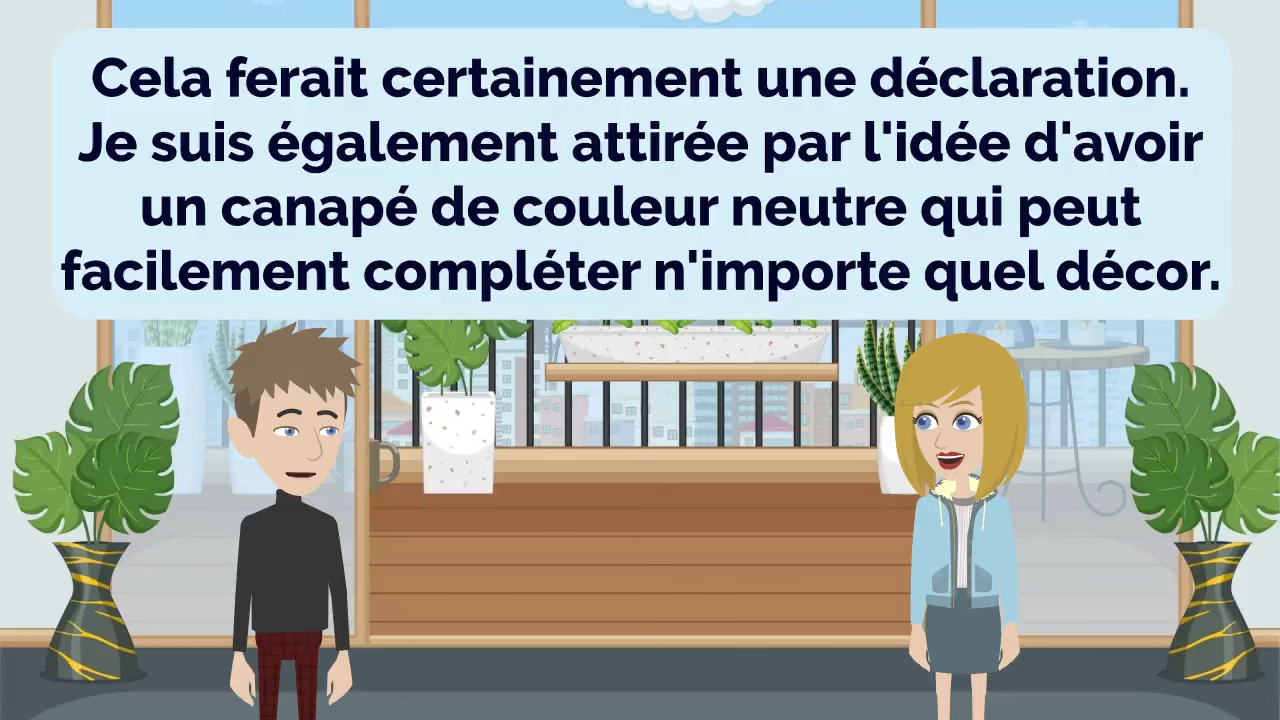 Cela ferait certainement une déclaration.
Je suis également attirée par l'idée d'avoir
un canapé de couleur neutre qui peut
facilement compléter n'importe quel décor.